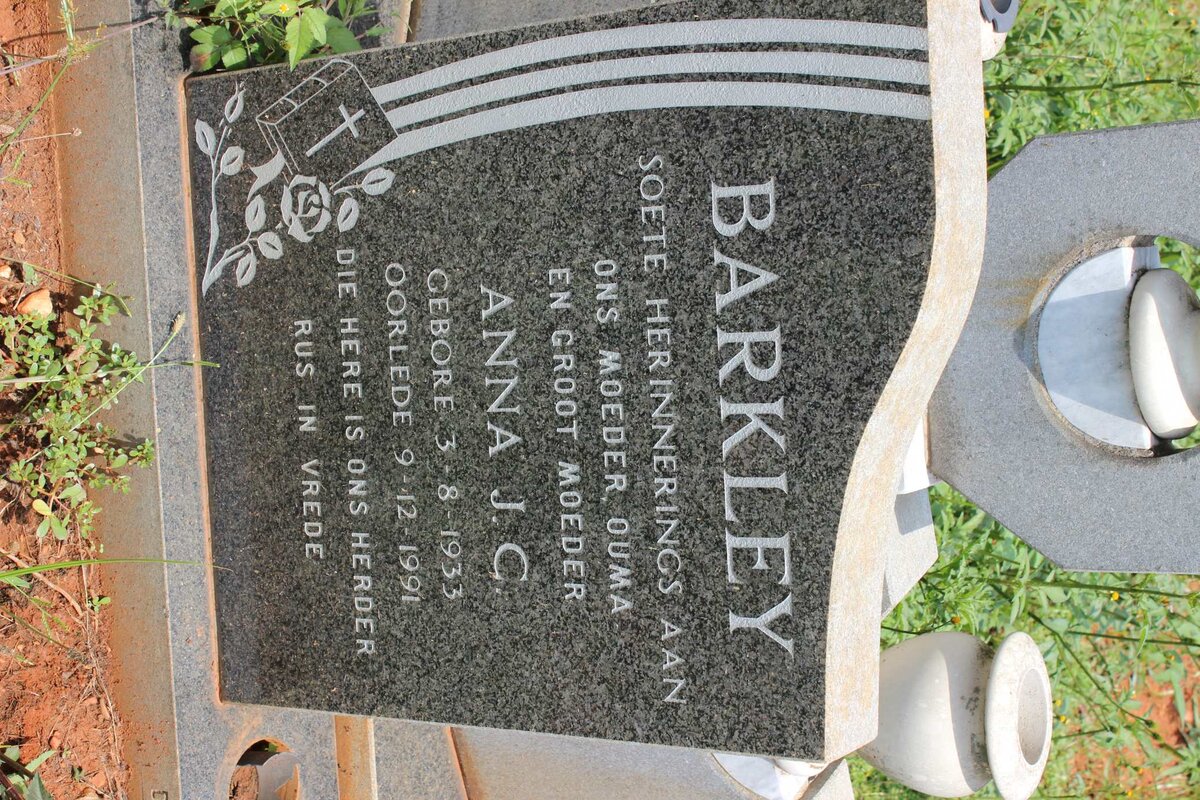 BARKLEY
SOETE HERINNERINGS AAN
ONS MOEDER, OUMA
EN GROOT MOEDER
ANNA J.C.
GEBORE 3-8-1933
OORLEDE 9-12-1991
DIE HERE IS ONS HERDER
RUS IN VREDE